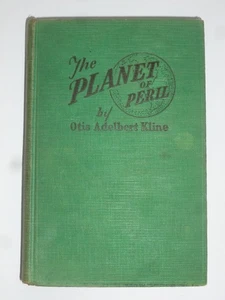 The
PLANET
OF
PERIL
by
Otis Adelbert Kline